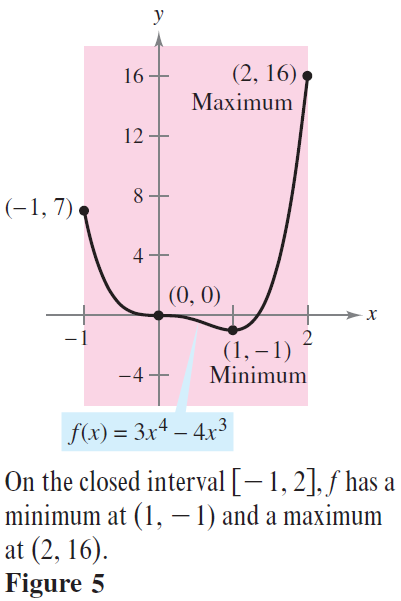 y
16
(2, 16)
Maximum
12
8
(−1, 7)
4
(0, 0)
x
−1
2
(1, −1)
−4
Minimum
f(x) = 3x⁴ − 4x³
On the closed interval [−1, 2], f has a
minimum at (1, −1) and a maximum
at (2, 16).
Figure 5